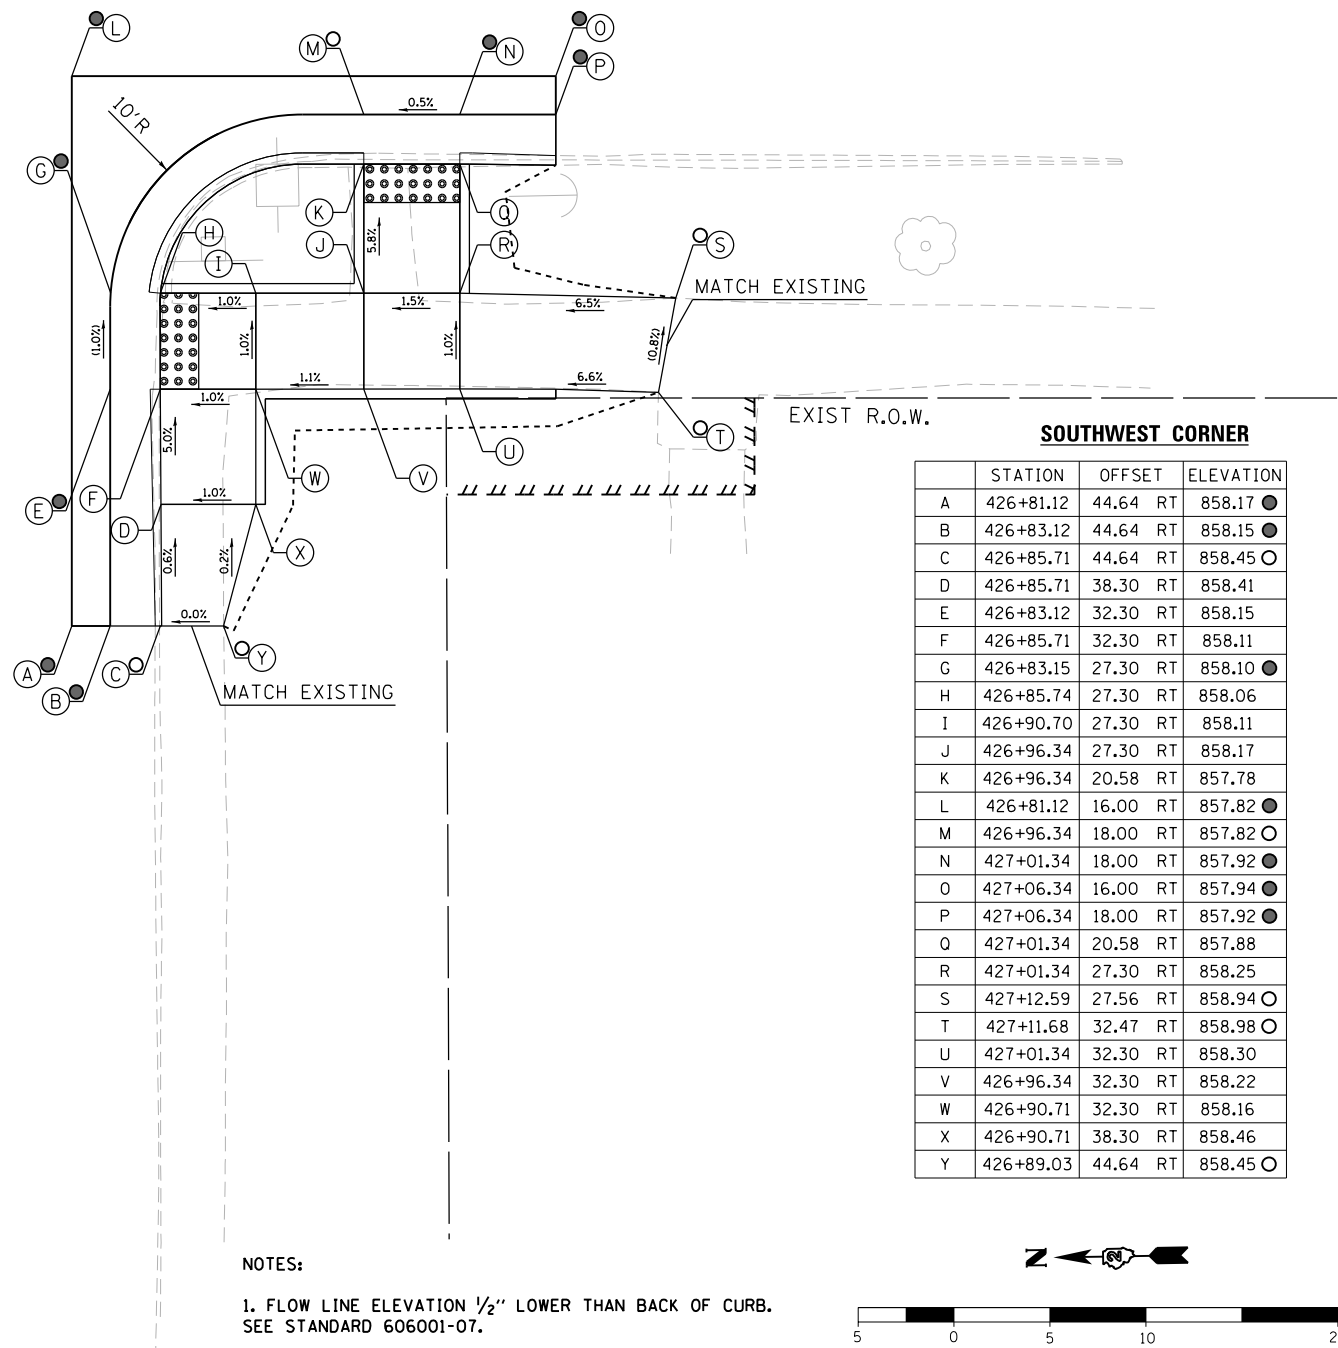 L
M
N
O
P
0.5%
10'R
G
K
Q
H
5.8%
J
R
S
I
MATCH EXISTING
1.0%
1.5%
6.5%
(1.0%)
1.0%
1.0%
(0.8%)
1.1%
6.6%
1.0%
EXIST R.O.W.
T
5.0%
U
W
V
F
E
1.0%
D
X
0.6%
0.2%
0.0%
A
B
C
Y
MATCH EXISTING
SOUTHWEST CORNER
STATION OFFSET ELEVATION
A 426+81.12 44.64 RT 858.17
B 426+83.12 44.64 RT 858.15
C 426+85.71 44.64 RT 858.45
D 426+85.71 38.30 RT 858.41
E 426+83.12 32.30 RT 858.15
F 426+85.71 32.30 RT 858.11
G 426+83.15 27.30 RT 858.10
H 426+85.74 27.30 RT 858.06
I 426+90.70 27.30 RT 858.11
J 426+96.34 27.30 RT 858.17
K 426+96.34 20.58 RT 857.78
L 426+81.12 16.00 RT 857.82
M 426+96.34 18.00 RT 857.82
N 427+01.34 18.00 RT 857.92
O 427+06.34 16.00 RT 857.94
P 427+06.34 18.00 RT 857.92
Q 427+01.34 20.58 RT 857.88
R 427+01.34 27.30 RT 858.25
S 427+12.59 27.56 RT 858.94
T 427+11.68 32.47 RT 858.98
U 427+01.34 32.30 RT 858.30
V 426+96.34 32.30 RT 858.22
W 426+90.71 32.30 RT 858.16
X 426+90.71 38.30 RT 858.46
Y 426+89.03 44.64 RT 858.45
NOTES:
1. FLOW LINE ELEVATION 1/2" LOWER THAN BACK OF CURB.
SEE STANDARD 606001-07.
N 2
5 0 5 10 2